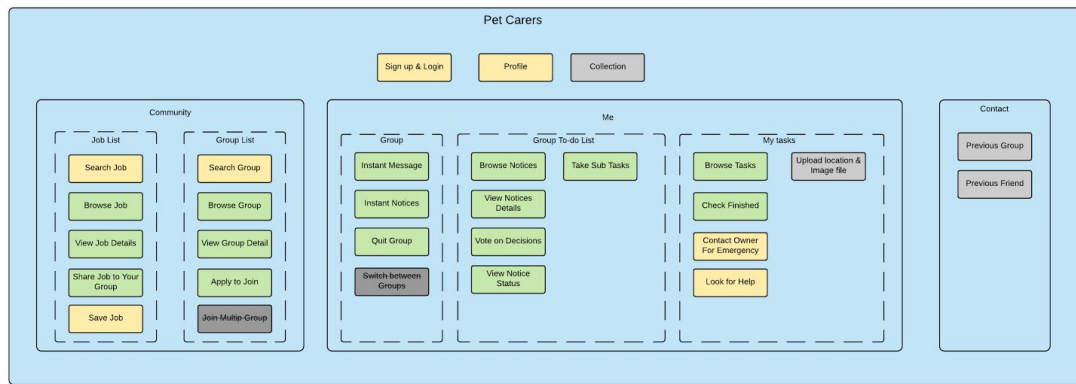 Pet Carers
Sign up & Login
Profile
Collection
Community
Job List
Search Job
Browse Job
View Job Details
Share Job to Your
Group
Save Job
Group List
Search Group
Browse Group
View Group Detail
Apply to Join
Join Multip Group
Me
Group
Instant Message
Instant Notices
Quit Group
Switch between
Groups
Group To-do List
Browse Notices
View Notices
Details
Vote on Decisions
View Notice
Status
Take Sub Tasks
My tasks
Browse Tasks
Check Finished
Contact Owner
For Emergency
Look for Help
Upload location &
Image file
Contact
Previous Group
Previous Friend